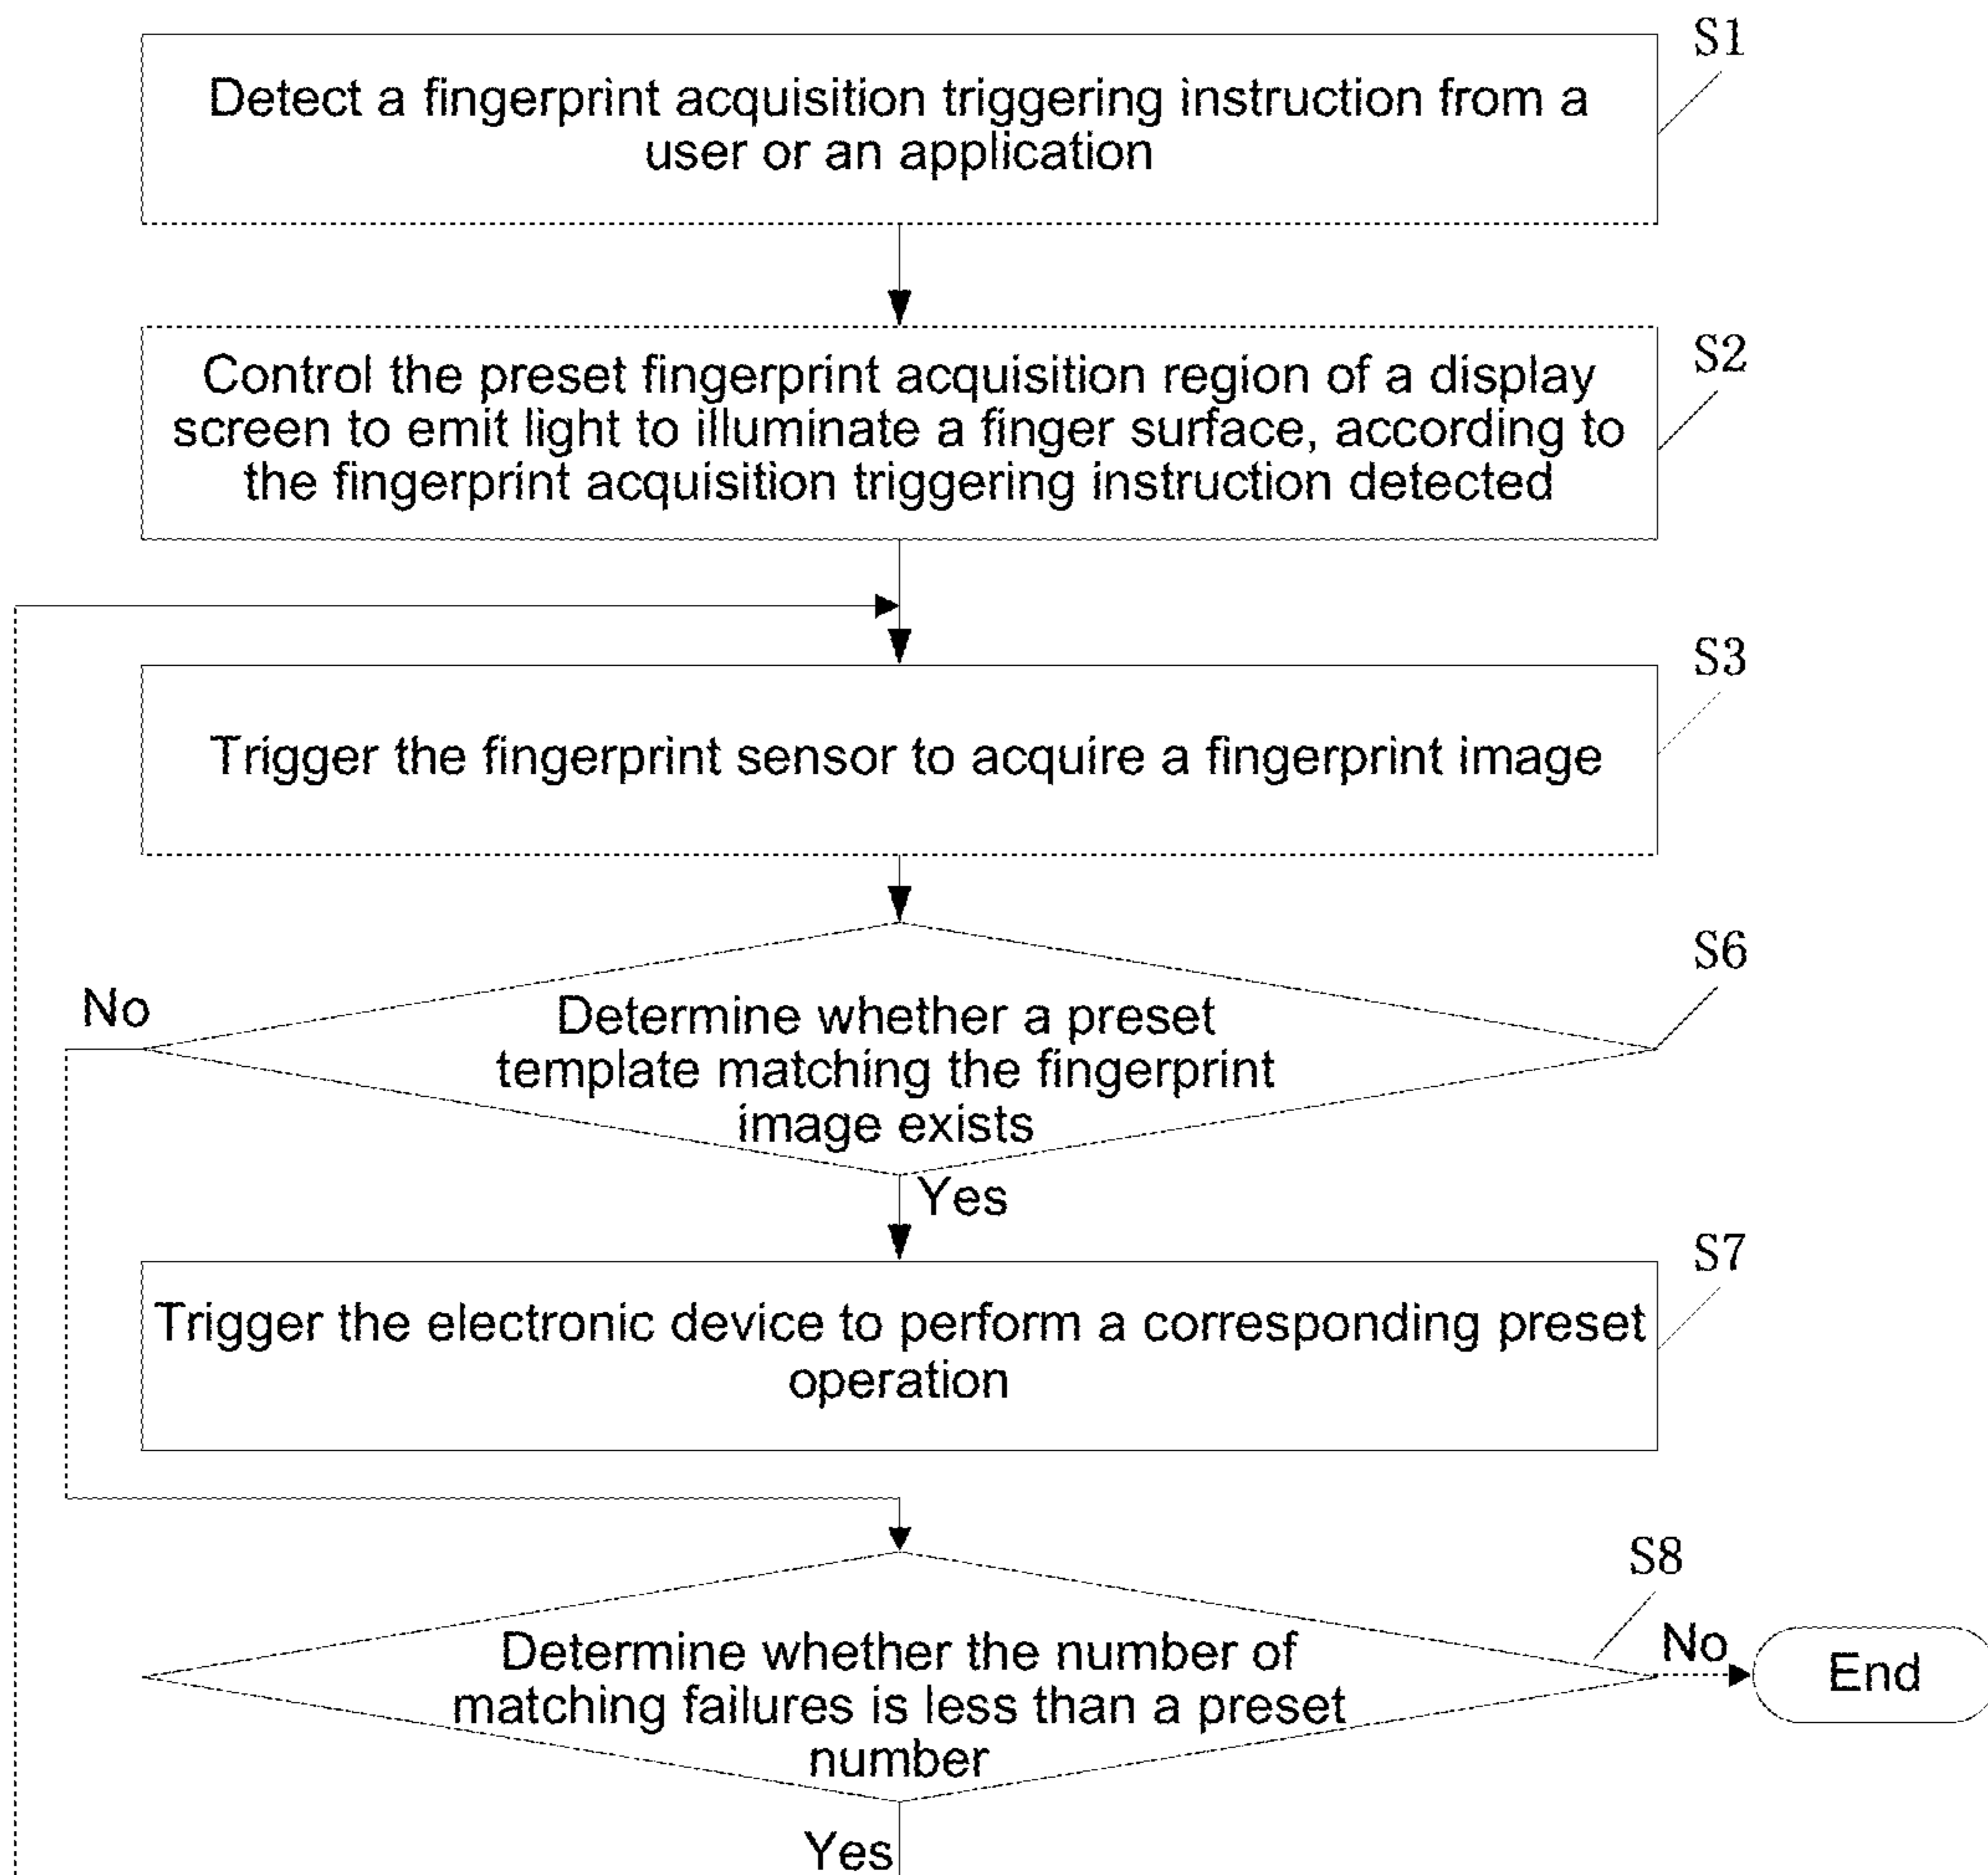 S1
Detect a fingerprint acquisition triggering instruction from a
user or an application
S2
Control the preset fingerprint acquisition region of a display
screen to emit light to illuminate a finger surface, according to
the fingerprint acquisition triggering instruction detected
S3
Trigger the fingerprint sensor to acquire a fingerprint image
S6
No
Determine whether a preset
template matching the fingerprint
image exists
Yes
S7
Trigger the electronic device to perform a corresponding preset
operation
S8
Determine whether the number of
matching failures is less than a preset
number
No
End
Yes